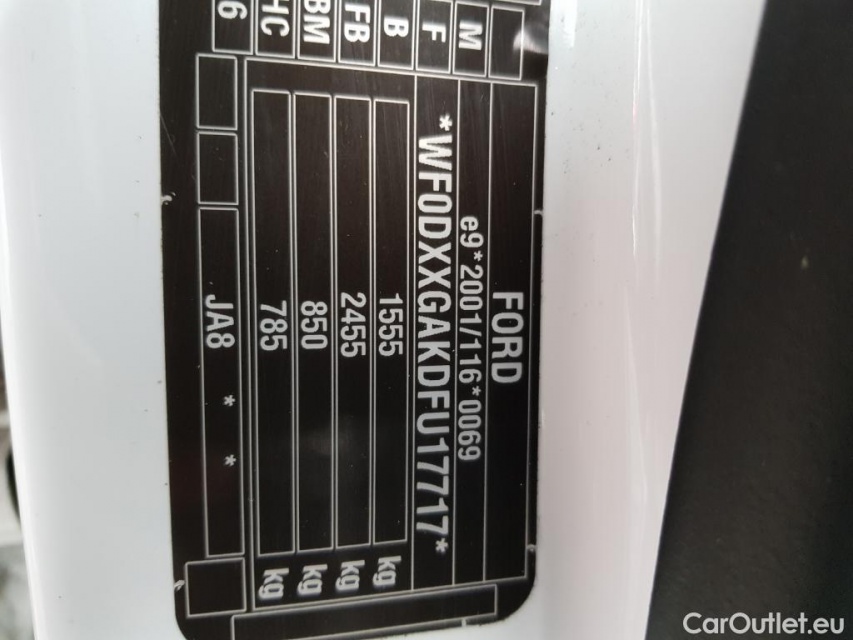 FORD
M e9*2001/116*0069
F *WF0DXXGAKDFU17717*
B 1555 kg
FB 2455 kg
BM 850 kg
HC 785 kg
6 JA8 * *
CarOutlet.eu